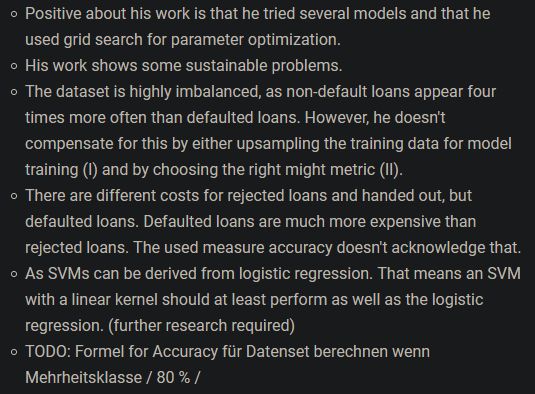 Positive about his work is that he tried several models and that he
used grid search for parameter optimization.
His work shows some sustainable problems.
The dataset is highly imbalanced, as non-default loans appear four
times more often than defaulted loans. However, he doesn't
compensate for this by either upsampling the training data for model
training (I) and by choosing the right might metric (II).
There are different costs for rejected loans and handed out, but
defaulted loans. Defaulted loans are much more expensive than
rejected loans. The used measure accuracy doesn't acknowledge that.
As SVMs can be derived from logistic regression. That means an SVM
with a linear kernel should at least perform as well as the logistic
regression. (further research required)
TODO: Formel for Accuracy für Datenset berechnen wenn
Mehrheitsklasse / 80 % /